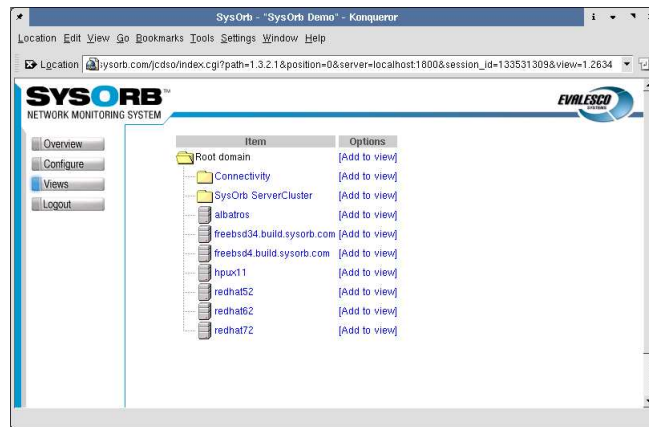 SysOrb - "SysOrb Demo" - Konqueror
Location Edit View Go Bookmarks Tools Settings Window Help
Location ysorb.com/jcdso/index.cgi?path=1.3.2.1&position=0&server=localhost:1800&session_id=133531309&view=1.2634
SYSORB™
NETWORK MONITORING SYSTEM
EVALESCO
SYSTEMS
Overview
Configure
Views
Logout
Item Options
Root domain [Add to view]
Connectivity [Add to view]
SysOrb ServerCluster [Add to view]
albatros [Add to view]
freebsd34.build.sysorb.com [Add to view]
freebsd4.build.sysorb.com [Add to view]
hpux11 [Add to view]
redhat52 [Add to view]
redhat62 [Add to view]
redhat72 [Add to view]